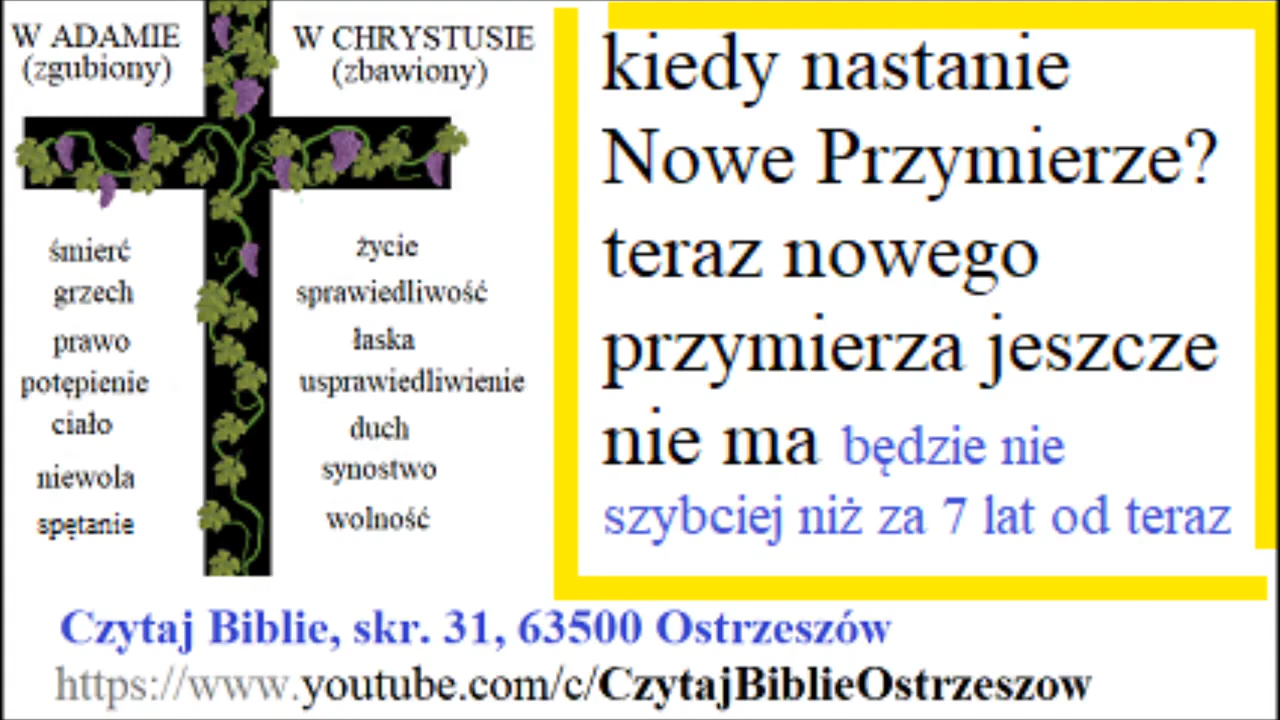 W ADAMIE
(zgubiony)
W CHRYSTUSIE
(zbawiony)
śmierć
grzech
prawo
potępienie
ciało
niewola
spętanie
życie
sprawiedliwość
łaska
usprawiedliwienie
duch
synostwo
wolność
kiedy nastanie
Nowe Przymierze?
teraz nowego
przymierza jeszcze
nie ma będzie nie
szybciej niż za 7 lat od teraz
Czytaj Biblie, skr. 31, 63500 Ostrzeszów
https://www.youtube.com/c/CzytajBiblieOstrzeszow